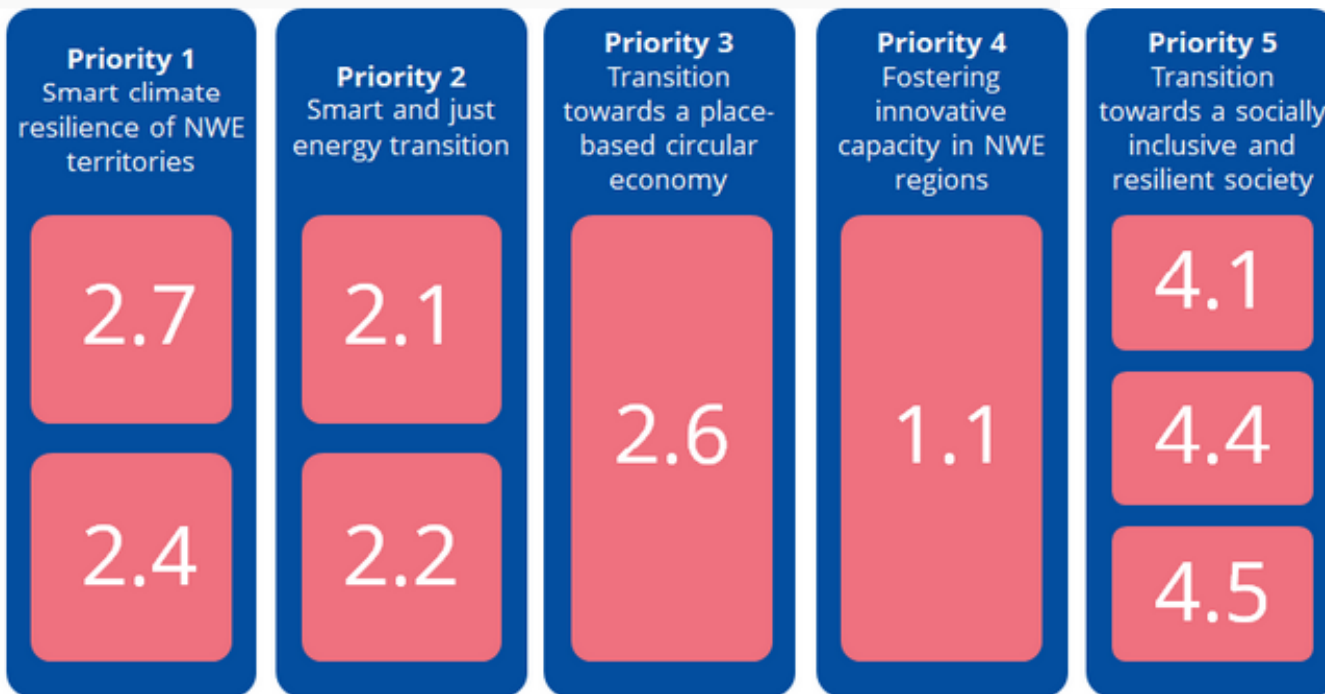 Priority 1
Smart climate
resilience of NWE
territories
2.7
2.4
Priority 2
Smart and just
energy transition
2.1
2.2
Priority 3
Transition
towards a place-
based circular
economy
2.6
Priority 4
Fostering
innovative
capacity in NWE
regions
1.1
Priority 5
Transition
towards a socially
inclusive and
resilient society
4.1
4.4
4.5